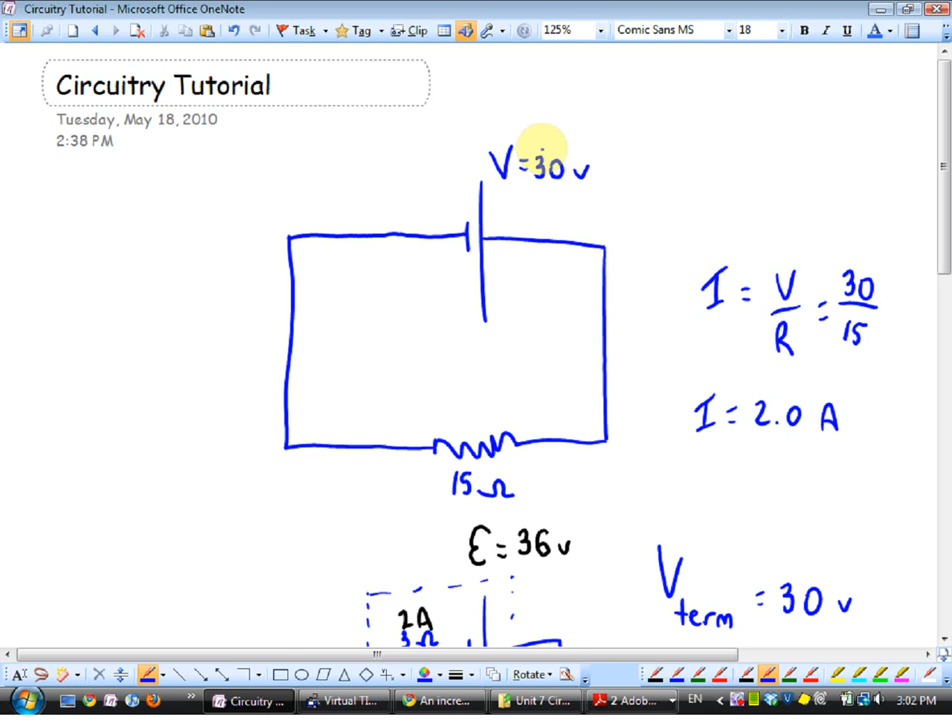 Circuitry Tutorial - Microsoft Office OneNote
Task Tag Clip 125% Comic Sans MS 18 B I U A
Circuitry Tutorial
Tuesday, May 18, 2010
2:38 PM
V = 30 v
I = V/R = 30/15
I = 2.0 A
15 Ω
ℰ = 36 v
V term = 30 v
2A
3 Ω
Rotate
Circuitry ... Virtual TI... An incre... Unit 7 Cir... 2 Adob... EN 3:02 PM